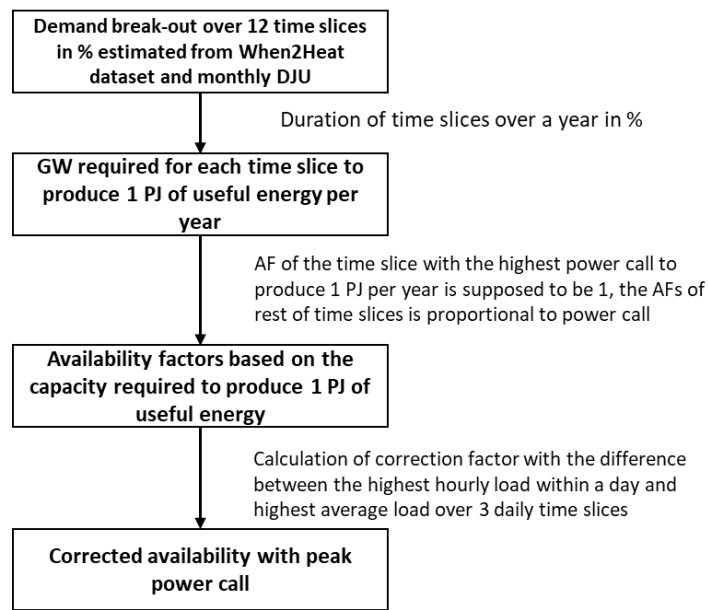 Demand break-out over 12 time slices
in % estimated from When2Heat
dataset and monthly DJU
Duration of time slices over a year in %
GW required for each time slice to
produce 1 PJ of useful energy per
year
AF of the time slice with the highest power call to
produce 1 PJ per year is supposed to be 1, the AFs of
rest of time slices is proportional to power call
Availability factors based on the
capacity required to produce 1 PJ of
useful energy
Calculation of correction factor with the difference
between the highest hourly load within a day and
highest average load over 3 daily time slices
Corrected availability with peak
power call